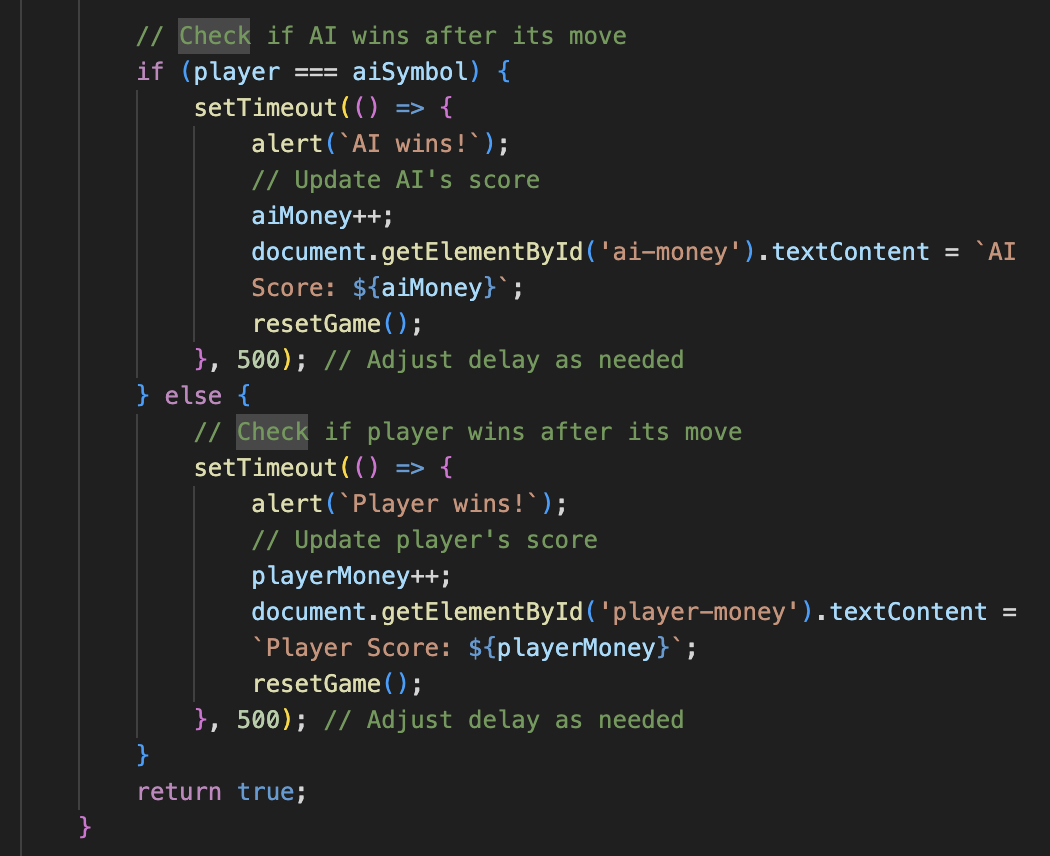 // Check if AI wins after its move
if (player === aiSymbol) {
setTimeout(() => {
alert(`AI wins!`);
// Update AI's score
aiMoney++;
document.getElementById('ai-money').textContent = `AI
Score: ${aiMoney}`;
resetGame();
}, 500); // Adjust delay as needed
} else {
// Check if player wins after its move
setTimeout(() => {
alert(`Player wins!`);
// Update player's score
playerMoney++;
document.getElementById('player-money').textContent =
`Player Score: ${playerMoney}`;
resetGame();
}, 500); // Adjust delay as needed
}
return true;
}